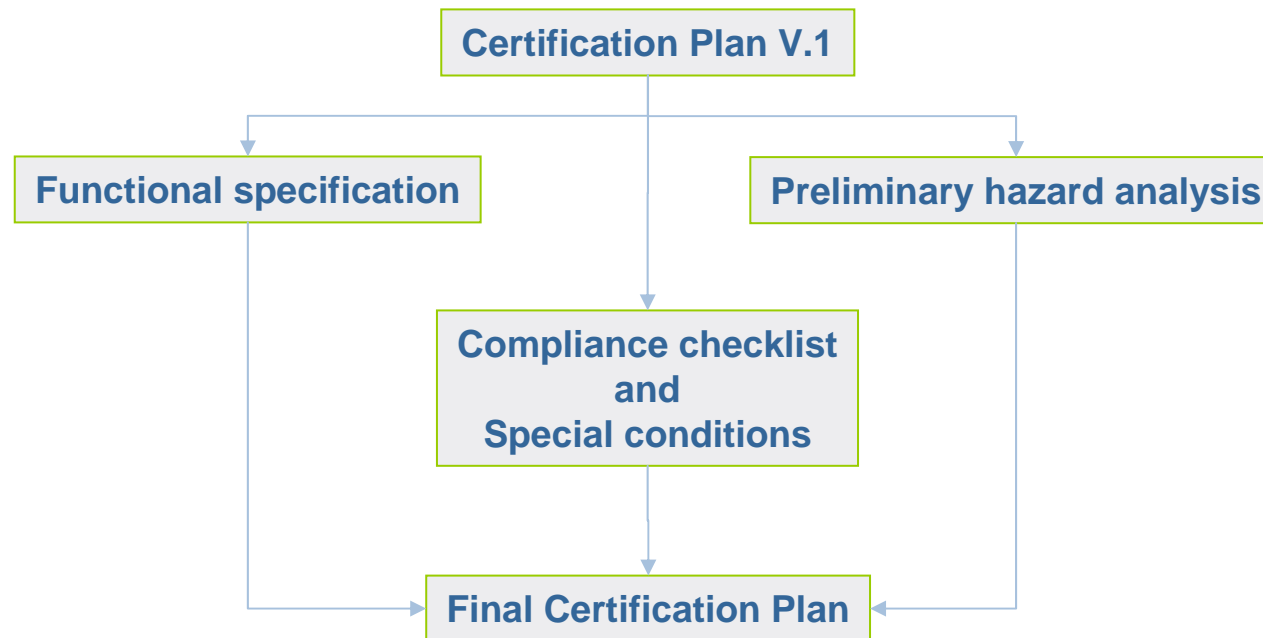 Certification Plan V.1
Functional specification
Preliminary hazard analysis
Compliance checklist
and
Special conditions
Final Certification Plan